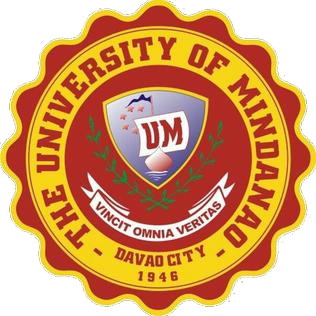 - THE UNIVERSITY OF MINDANAO -
UM
VINCIT OMNIA VERITAS
DAVAO CITY
1946